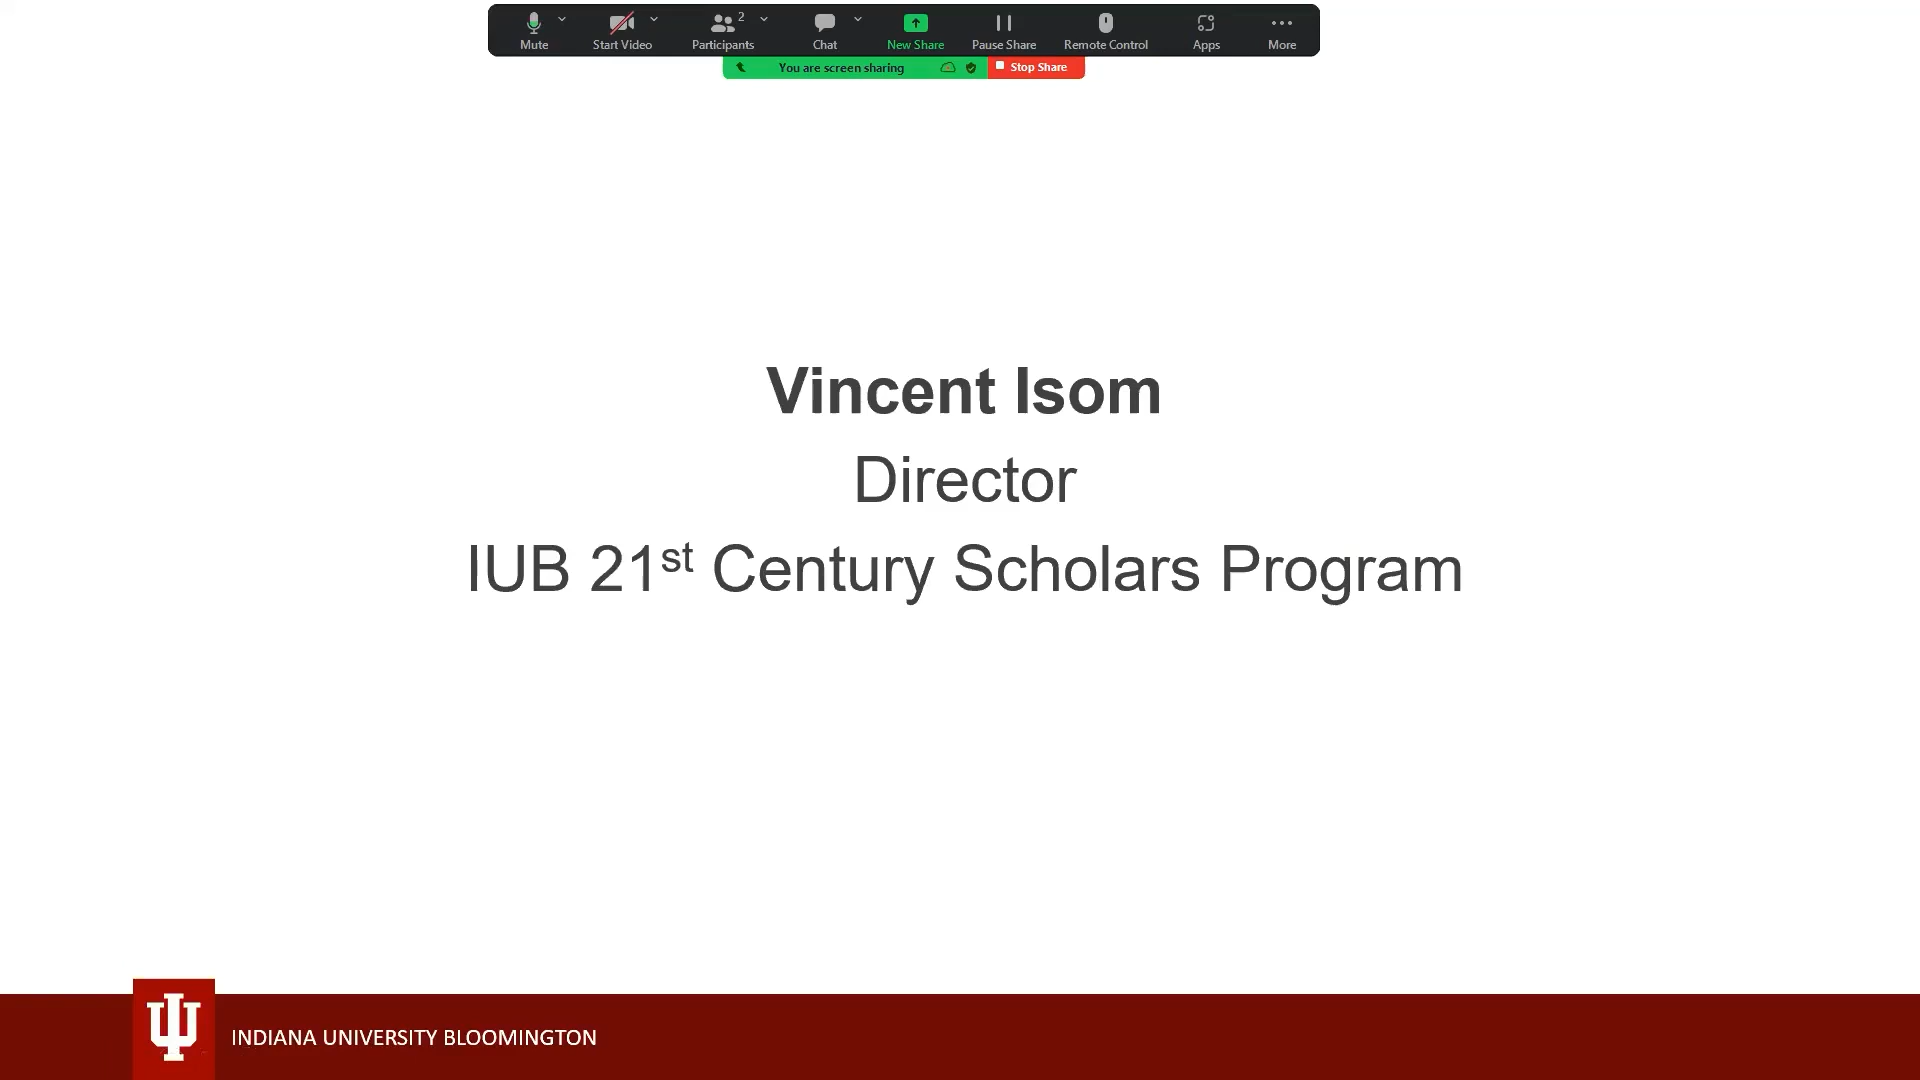 2
Mute
Start Video
Participants
Chat
New Share
Pause Share
Remote Control
Apps
More
You are screen sharing
Stop Share
Vincent Isom
Director
IUB 21st Century Scholars Program
INDIANA UNIVERSITY BLOOMINGTON